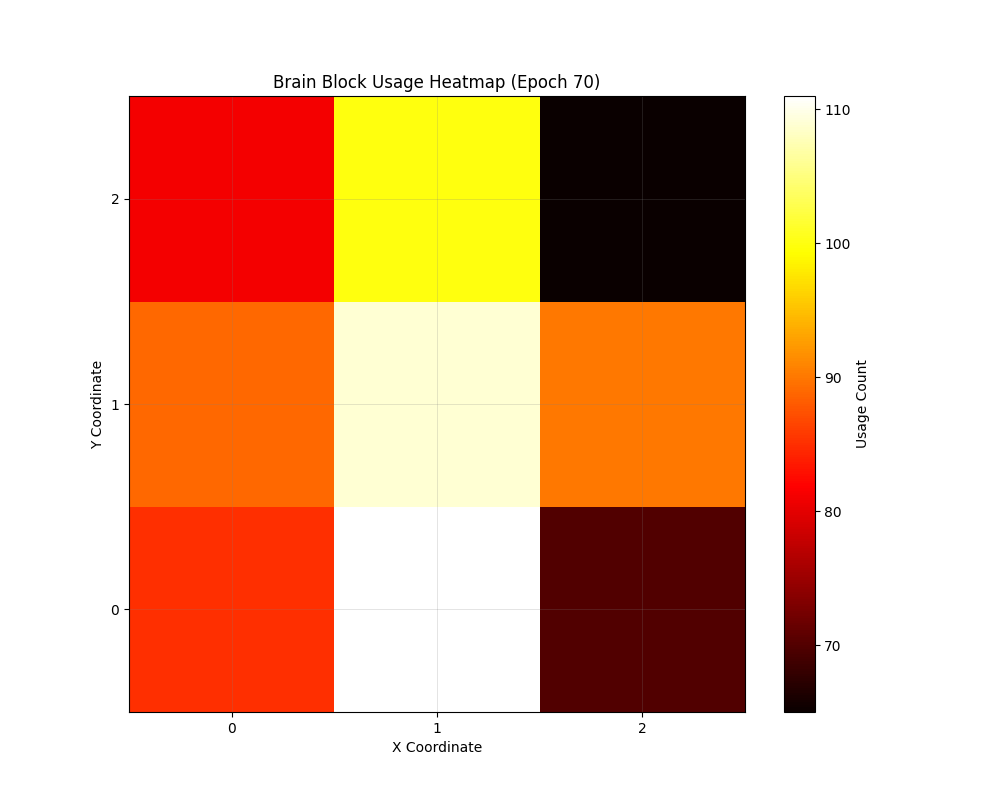 Brain Block Usage Heatmap (Epoch 70)
2
1
0
Y Coordinate
0 1 2
X Coordinate
110
100
90
80
70
Usage Count